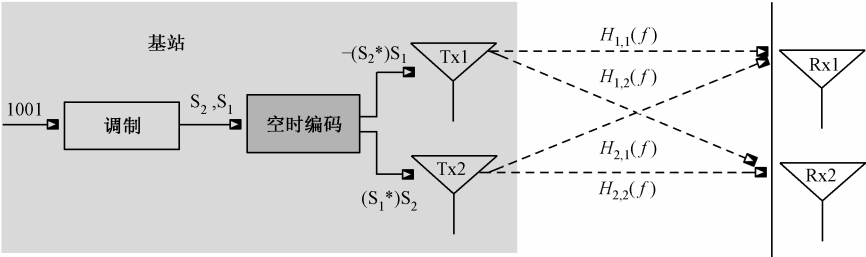 基站
1001
调制
S₂ ,S₁
空时编码
–(S₂*)S₁
(S₁*)S₂
Tx1
Tx2
H₁,₁(f)
H₁,₂(f)
H₂,₁(f)
H₂,₂(f)
Rx1
Rx2